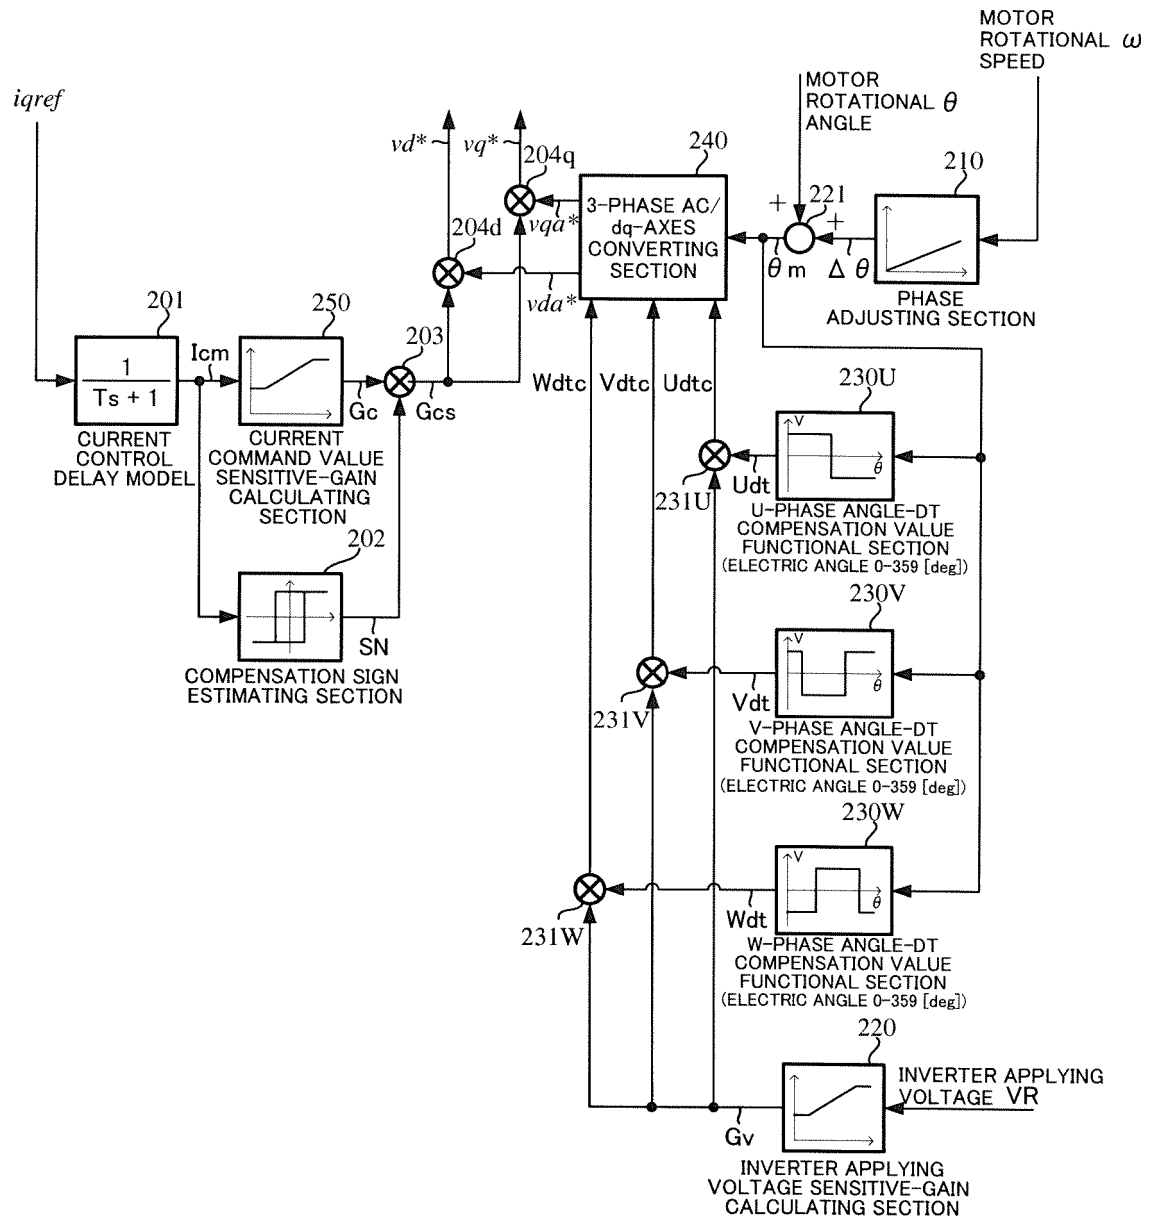 MOTOR
ROTATIONAL ω
SPEED
MOTOR
ROTATIONAL θ
ANGLE
iqref
vd*
vq*
204q
240
210
3-PHASE AC/
dq-AXES
CONVERTING
SECTION
vqa*
+
221
+
204d
θm
Δθ
vda*
PHASE
ADJUSTING SECTION
201
250
203
1
Ts + 1
Icm
Gc
Gcs
Wdtc
Vdtc
Udtc
CURRENT
CONTROL
DELAY MODEL
CURRENT
COMMAND VALUE
SENSITIVE-GAIN
CALCULATING
SECTION
230U
V
θ
231U
Udt
U-PHASE ANGLE-DT
COMPENSATION VALUE
FUNCTIONAL SECTION
(ELECTRIC ANGLE 0-359 [deg])
202
SN
COMPENSATION SIGN
ESTIMATING SECTION
230V
V
θ
231V
Vdt
V-PHASE ANGLE-DT
COMPENSATION VALUE
FUNCTIONAL SECTION
(ELECTRIC ANGLE 0-359 [deg])
230W
V
θ
231W
Wdt
W-PHASE ANGLE-DT
COMPENSATION VALUE
FUNCTIONAL SECTION
(ELECTRIC ANGLE 0-359 [deg])
220
INVERTER APPLYING
VOLTAGE VR
Gv
INVERTER APPLYING
VOLTAGE SENSITIVE-GAIN
CALCULATING SECTION